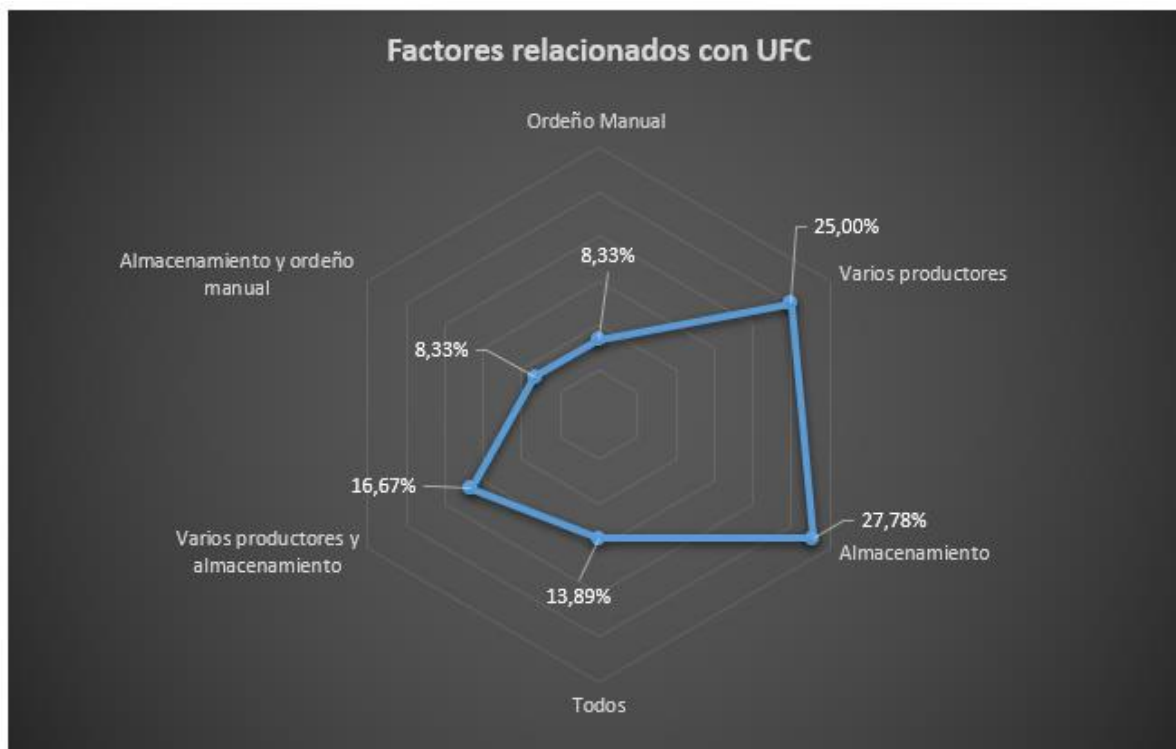 Factores relacionados con UFC
Ordeño Manual
25,00%
8,33%
Varios productores
Almacenamiento y ordeño
manual
8,33%
16,67%
27,78%
Almacenamiento
Varios productores y
almacenamiento
13,89%
Todos